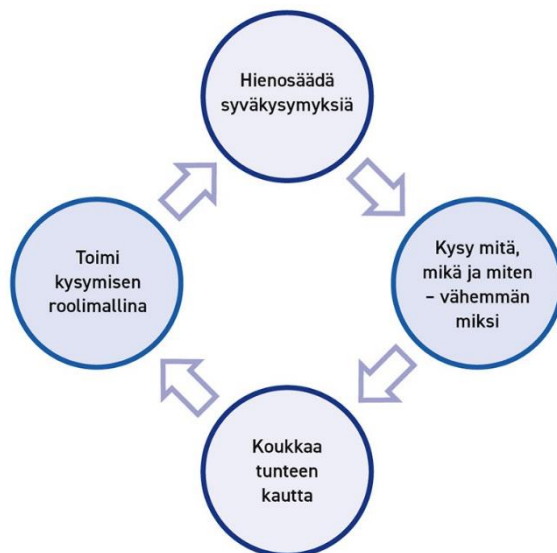 Hienosäädä
syväkysymyksiä
Kysy mitä,
mikä ja miten
– vähemmän
miksi
Koukkaa
tunteen
kautta
Toimi
kysymisen
roolimallina